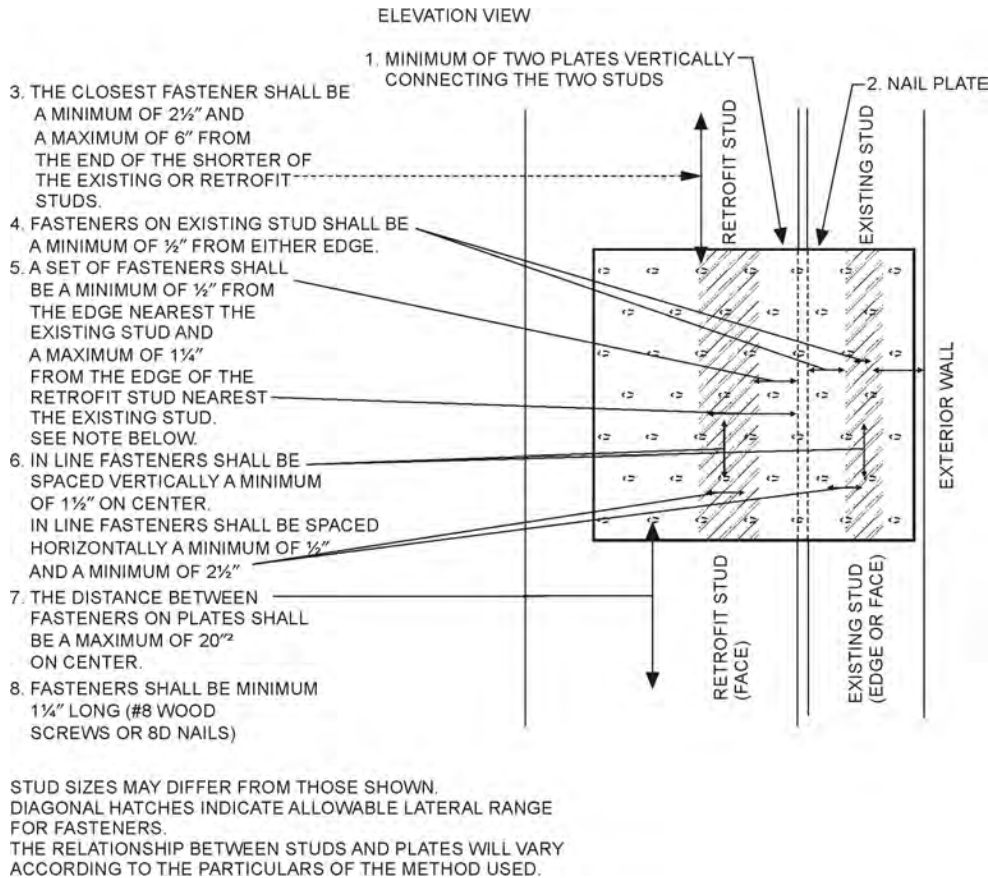 ELEVATION VIEW
1. MINIMUM OF TWO PLATES VERTICALLY
CONNECTING THE TWO STUDS
2. NAIL PLATE
3. THE CLOSEST FASTENER SHALL BE
A MINIMUM OF 2½″ AND
A MAXIMUM OF 6″ FROM
THE END OF THE SHORTER OF
THE EXISTING OR RETROFIT
STUDS.
4. FASTENERS ON EXISTING STUD SHALL BE
A MINIMUM OF ½″ FROM EITHER EDGE.
5. A SET OF FASTENERS SHALL
BE A MINIMUM OF ½″ FROM
THE EDGE NEAREST THE
EXISTING STUD AND
A MAXIMUM OF 1¼″
FROM THE EDGE OF THE
RETROFIT STUD NEAREST
THE EXISTING STUD.
SEE NOTE BELOW.
6. IN LINE FASTENERS SHALL BE
SPACED VERTICALLY A MINIMUM
OF 1½″ ON CENTER.
IN LINE FASTENERS SHALL BE SPACED
HORIZONTALLY A MINIMUM OF ½″
AND A MINIMUM OF 2½″
7. THE DISTANCE BETWEEN
FASTENERS ON PLATES SHALL
BE A MAXIMUM OF 20″²
ON CENTER.
8. FASTENERS SHALL BE MINIMUM
1¼″ LONG (#8 WOOD
SCREWS OR 8D NAILS)
RETROFIT STUD
EXISTING STUD
EXTERIOR WALL
RETROFIT STUD
(FACE)
EXISTING STUD
(EDGE OR FACE)
STUD SIZES MAY DIFFER FROM THOSE SHOWN.
DIAGONAL HATCHES INDICATE ALLOWABLE LATERAL RANGE
FOR FASTENERS.
THE RELATIONSHIP BETWEEN STUDS AND PLATES WILL VARY
ACCORDING TO THE PARTICULARS OF THE METHOD USED.